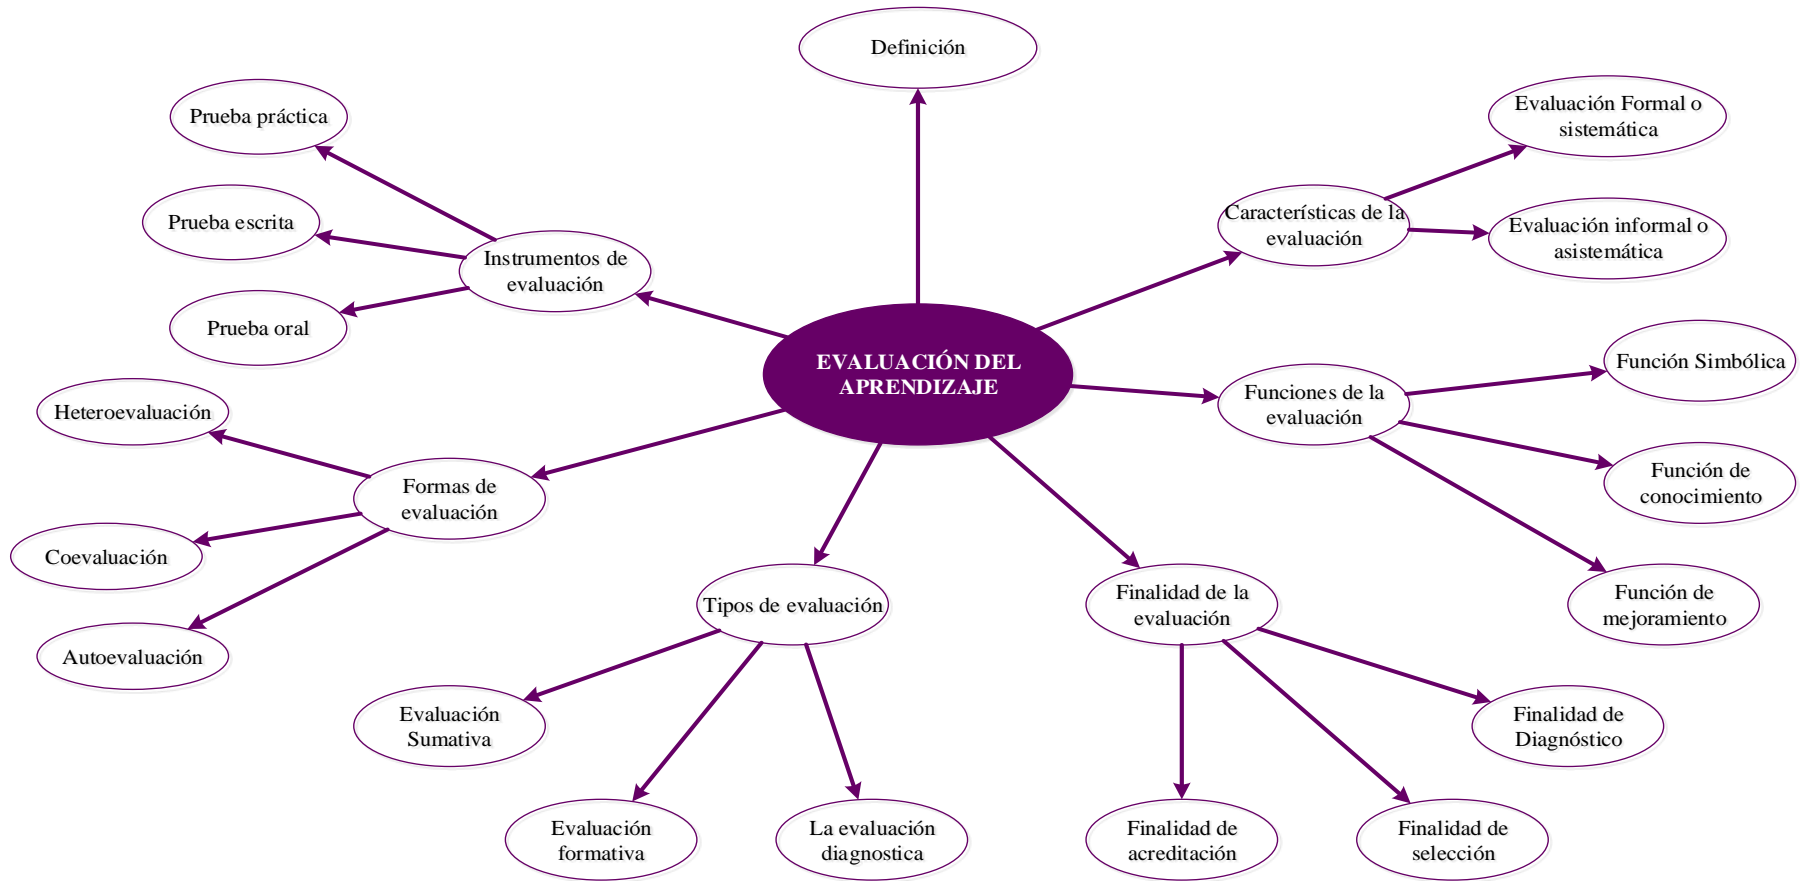 Definición
Prueba práctica
Evaluación Formal o
sistemática
Prueba escrita
Características de la
evaluación
Evaluación informal o
asistemática
Instrumentos de
evaluación
Prueba oral
EVALUACIÓN DEL
APRENDIZAJE
Función Simbólica
Funciones de la
evaluación
Heteroevaluación
Función de
conocimiento
Formas de
evaluación
Coevaluación
Tipos de evaluación
Finalidad de la
evaluación
Función de
mejoramiento
Autoevaluación
Evaluación
Sumativa
Finalidad de
Diagnóstico
Evaluación
formativa
La evaluación
diagnostica
Finalidad de
acreditación
Finalidad de
selección